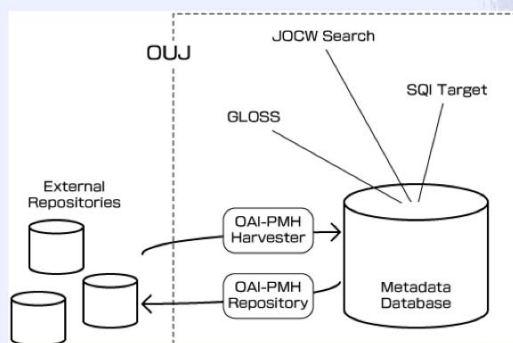 JOCW Search
OUJ
SQI Target
GLOSS
External
Repositories
OAI-PMH
Harvester
OAI-PMH
Repository
Metadata
Database